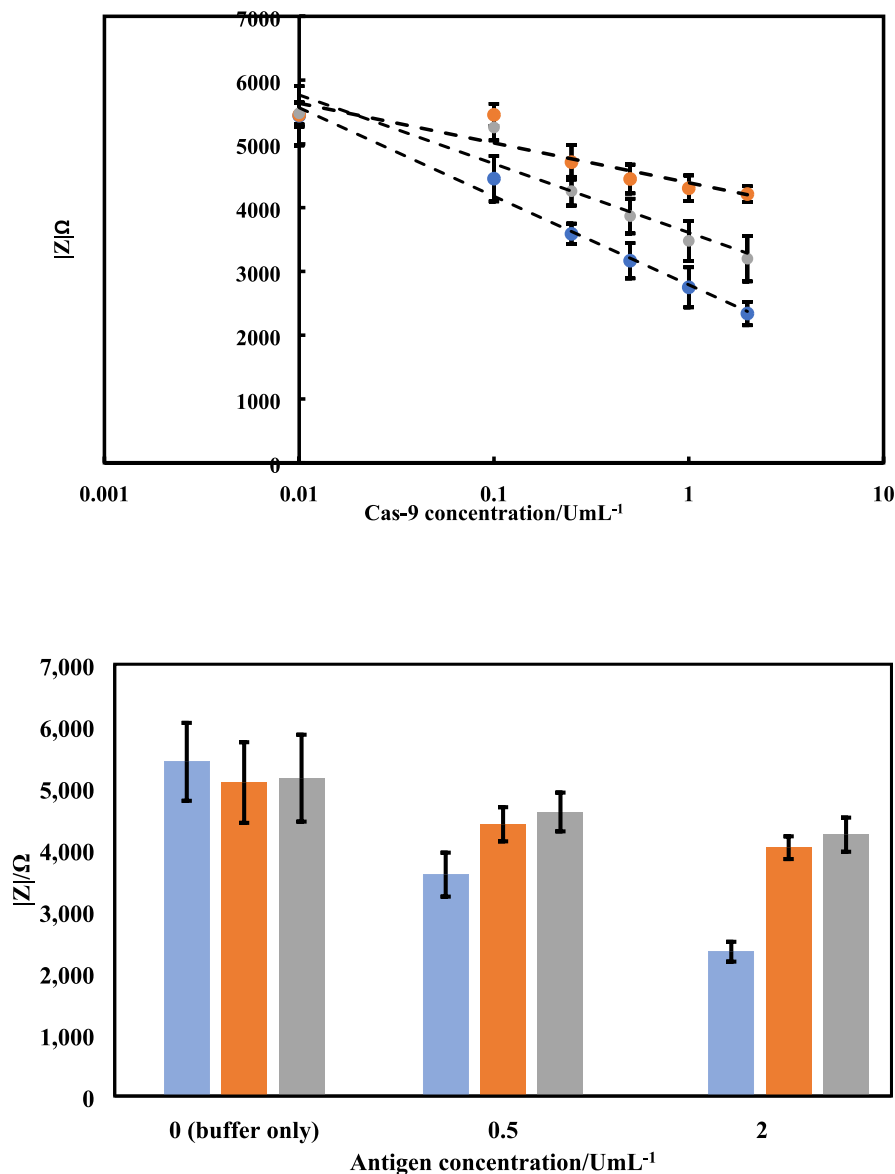 7000
6000
5000
4000
3000
2000
1000
0
|Z|Ω
0.001 0.01 0.1 1 10
Cas-9 concentration/UmL⁻¹
7,000
6,000
5,000
4,000
3,000
2,000
1,000
0
|Z|/Ω
0 (buffer only) 0.5 2
Antigen concentration/UmL⁻¹